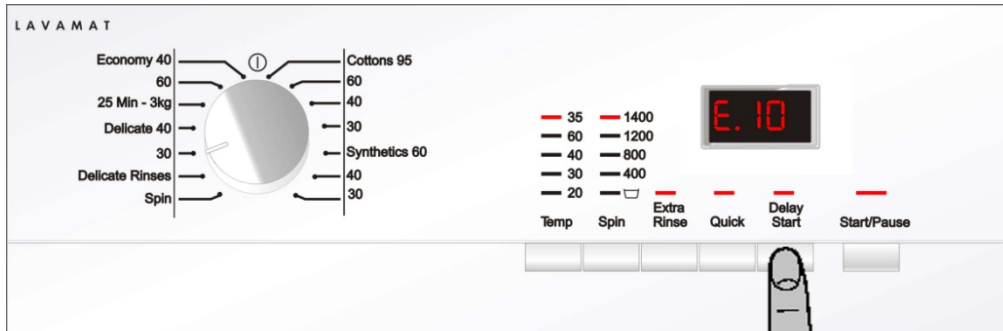 LAVAMAT
Economy 40
60
25 Min - 3kg
Delicate 40
30
Delicate Rinses
Spin
Cottons 95
60
40
30
Synthetics 60
40
30
35 1400
60 1200
40 800
30 400
20
Temp Spin Extra Rinse Quick Delay Start Start/Pause
E.10